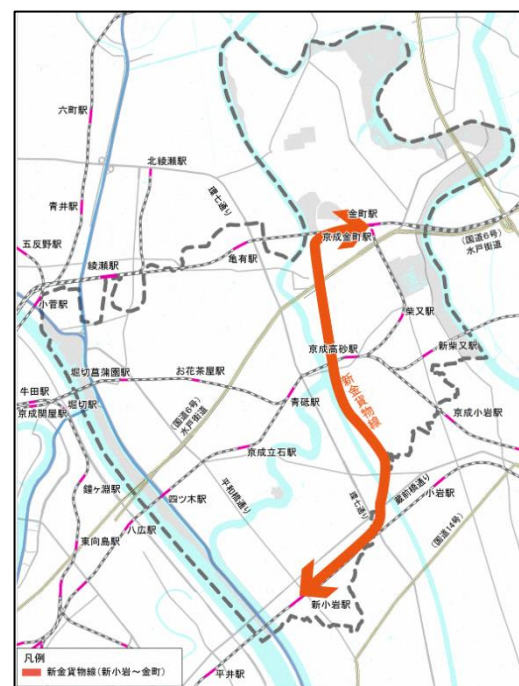 六町駅
北綾瀬駅
環七通り
青井駅
金町駅
京成金町駅
(国道6号)
水戸街道
五反野駅
綾瀬駅
亀有駅
小菅駅
柴又駅
京成高砂駅
新柴又駅
堀切菖蒲園駅
お花茶屋駅
新金貨物線
牛田駅
京成関屋駅
堀切駅
(国道6号)
水戸街道
青砥駅
京成小岩駅
京成立石駅
鐘ヶ淵駅
四ツ木駅
平和橋通り
蔵前橋通り
小岩駅
八広駅
環七通り
東向島駅
(国道14号)
新小岩駅
平井駅
凡例
新金貨物線(新小岩~金町)